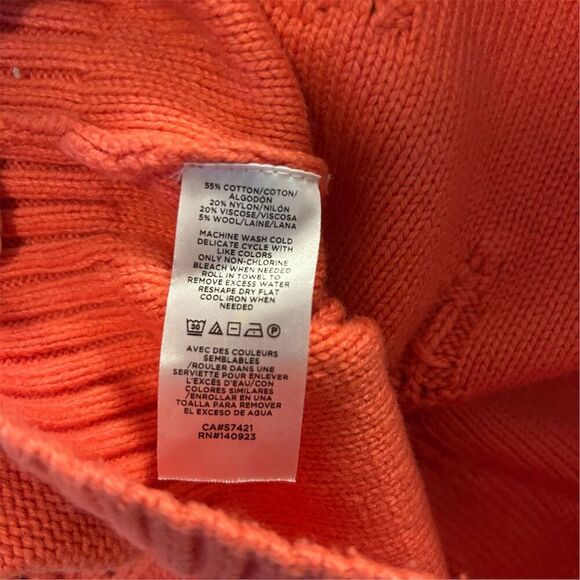 55% COTTON/COTON/
ALGODÓN
20% NYLON/NILÓN
20% VISCOSE/VISCOSA
5% WOOL/LAINE/LANA
MACHINE WASH COLD
DELICATE CYCLE WITH
LIKE COLORS
ONLY NON-CHLORINE
BLEACH WHEN NEEDED
ROLL IN TOWEL TO
REMOVE EXCESS WATER
RESHAPE DRY FLAT
COOL IRON WHEN
NEEDED
30 P
AVEC DES COULEURS
SEMBLABLES
/ROULER DANS UNE
SERVIETTE POUR ENLEVER
L'EXCÈS D'EAU/CON
COLORES SIMILARES
/ENROLLAR EN UNA
TOALLA PARA REMOVER
EL EXCESO DE AGUA
CA#57421
RN#140923